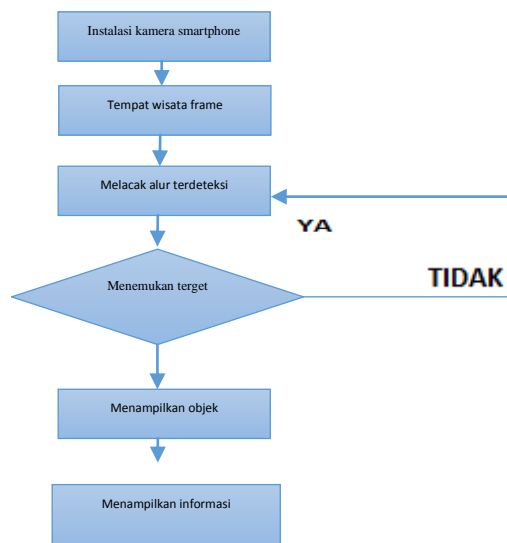 Instalasi kamera smartphone
Tempat wisata frame
Melacak alur terdeteksi
YA
Menemukan terget
TIDAK
Menampilkan objek
Menampilkan informasi